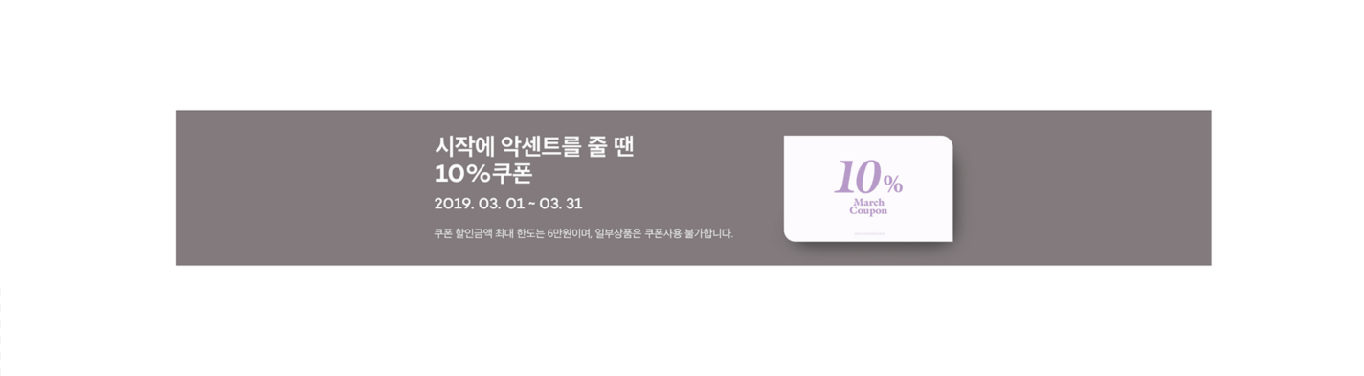 시작에 악센트를 줄 땐
10%쿠폰
2019. 03. 01 ~ 03. 31
쿠폰 할인금액 최대 한도는 5만원이며, 일부상품은 쿠폰사용 불가합니다.
10%
March
Coupon